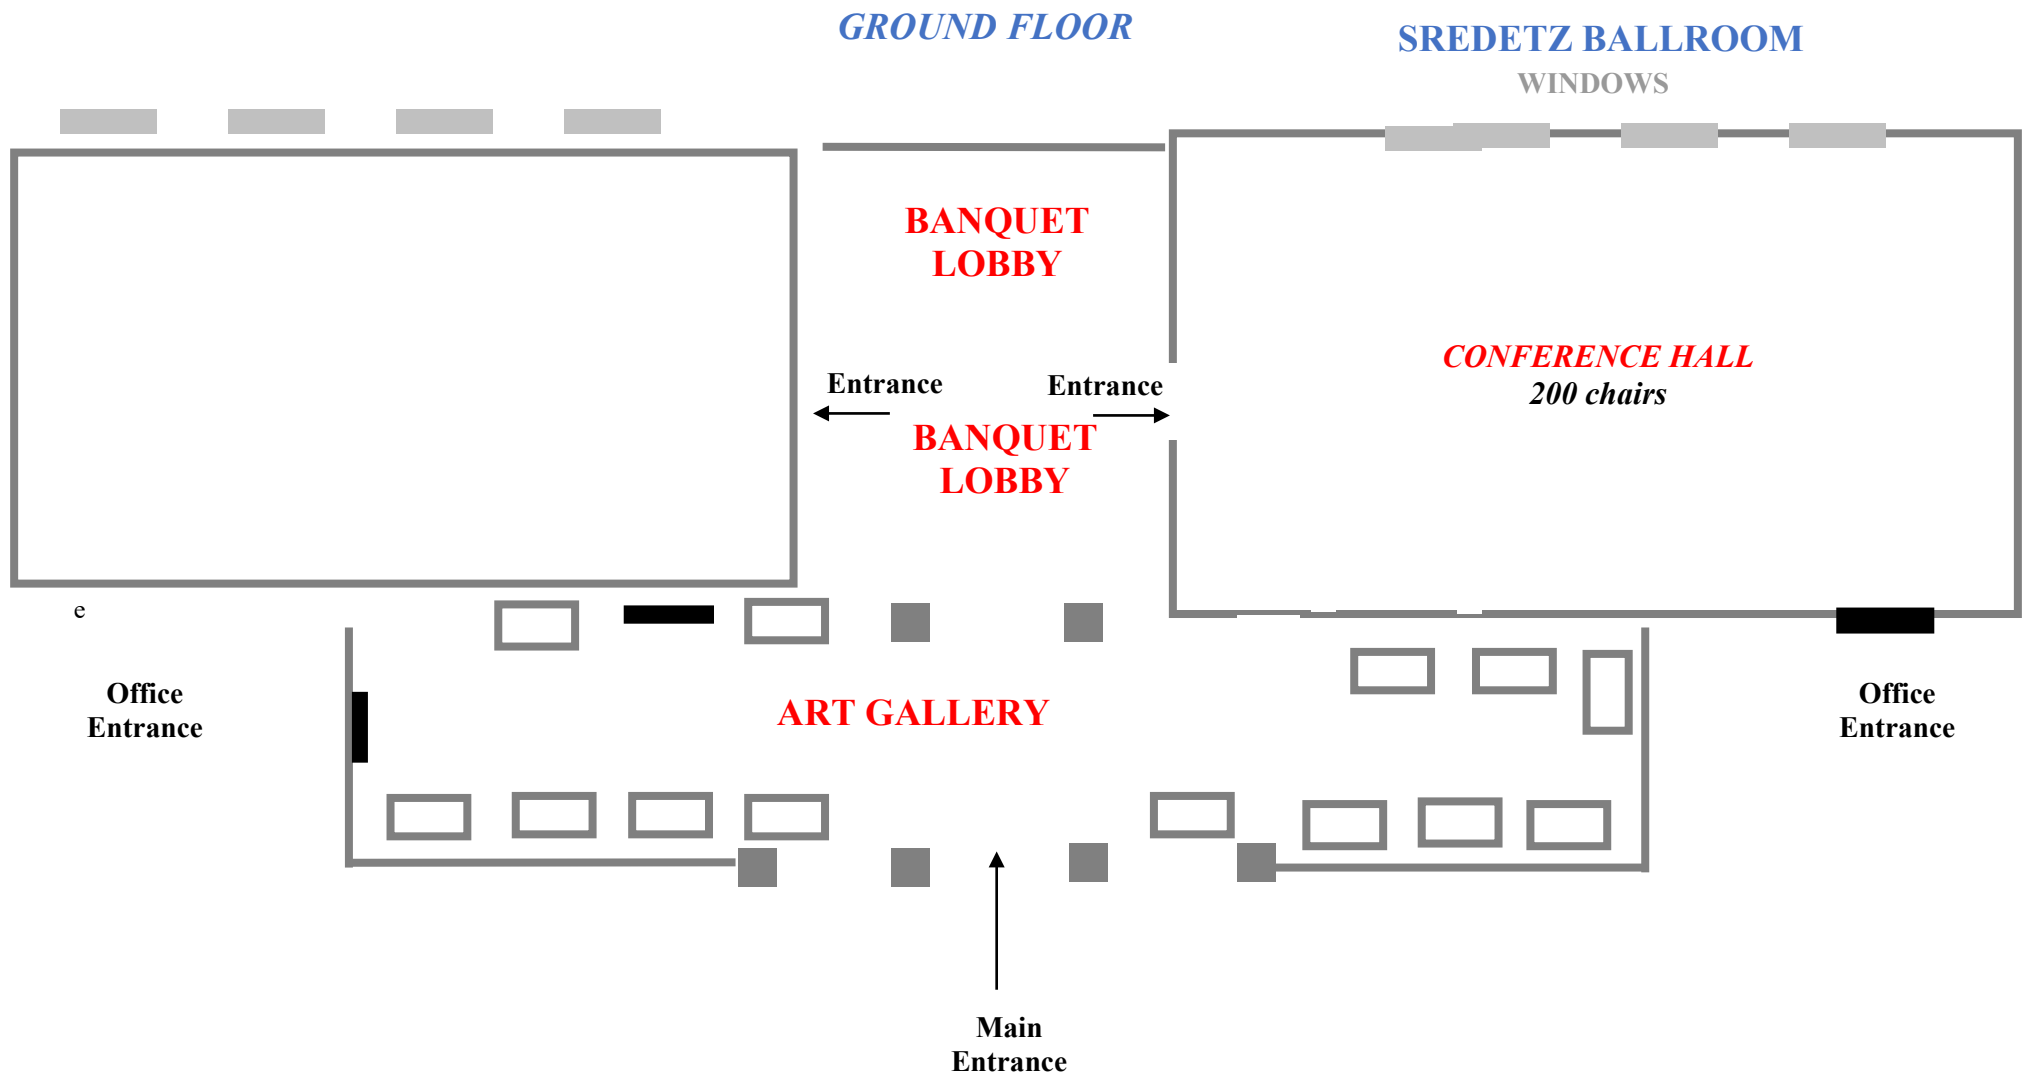 GROUND FLOOR
SREDETZ BALLROOM
WINDOWS
BANQUET
LOBBY
CONFERENCE HALL
200 chairs
Entrance
Entrance
BANQUET
LOBBY
e
Office
Entrance
ART GALLERY
Office
Entrance
Main
Entrance